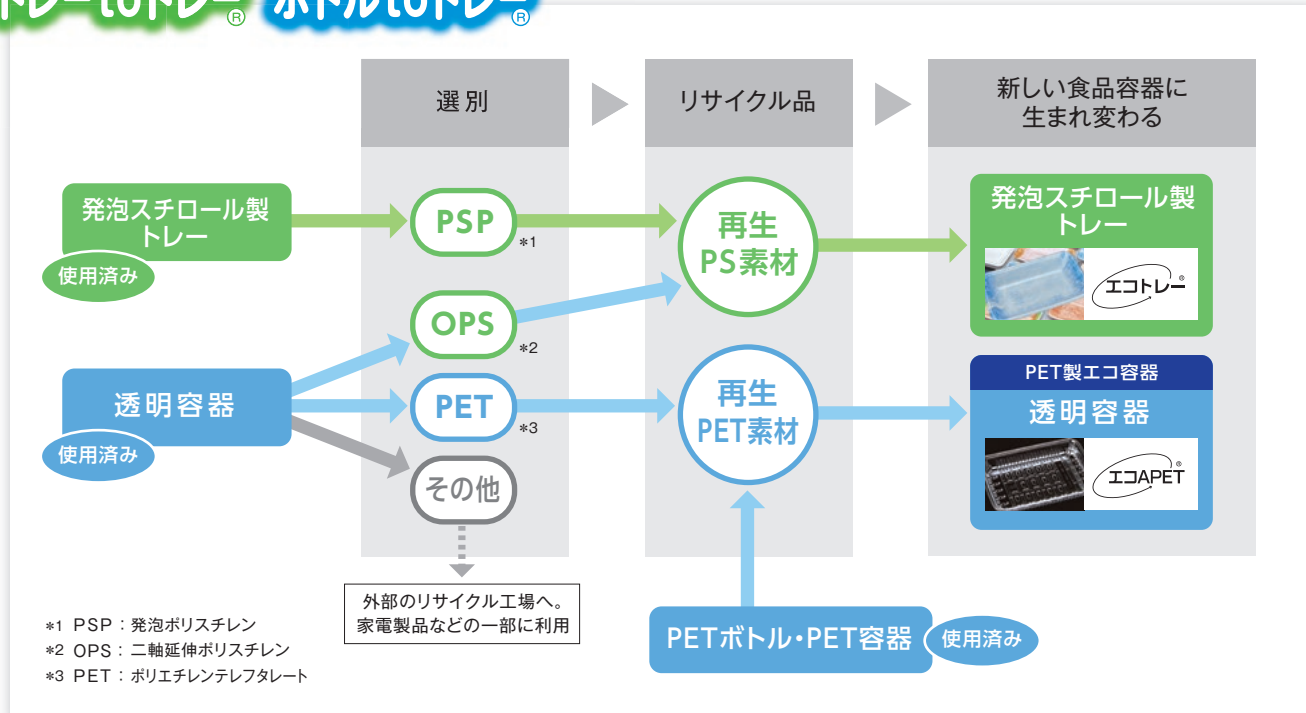 トレーtoトレー® ボトルtoトレー®
選別
リサイクル品
新しい食品容器に
生まれ変わる
発泡スチロール製
トレー
使用済み
PSP
*1
再生
PS素材
発泡スチロール製
トレー
エコトレー®
OPS
*2
透明容器
使用済み
PET
*3
再生
PET素材
PET製エコ容器
透明容器
エコAPET®
その他
外部のリサイクル工場へ。
家電製品などの一部に利用
PETボトル・PET容器
使用済み
*1 PSP：発泡ポリスチレン
*2 OPS：二軸延伸ポリスチレン
*3 PET：ポリエチレンテレフタレート